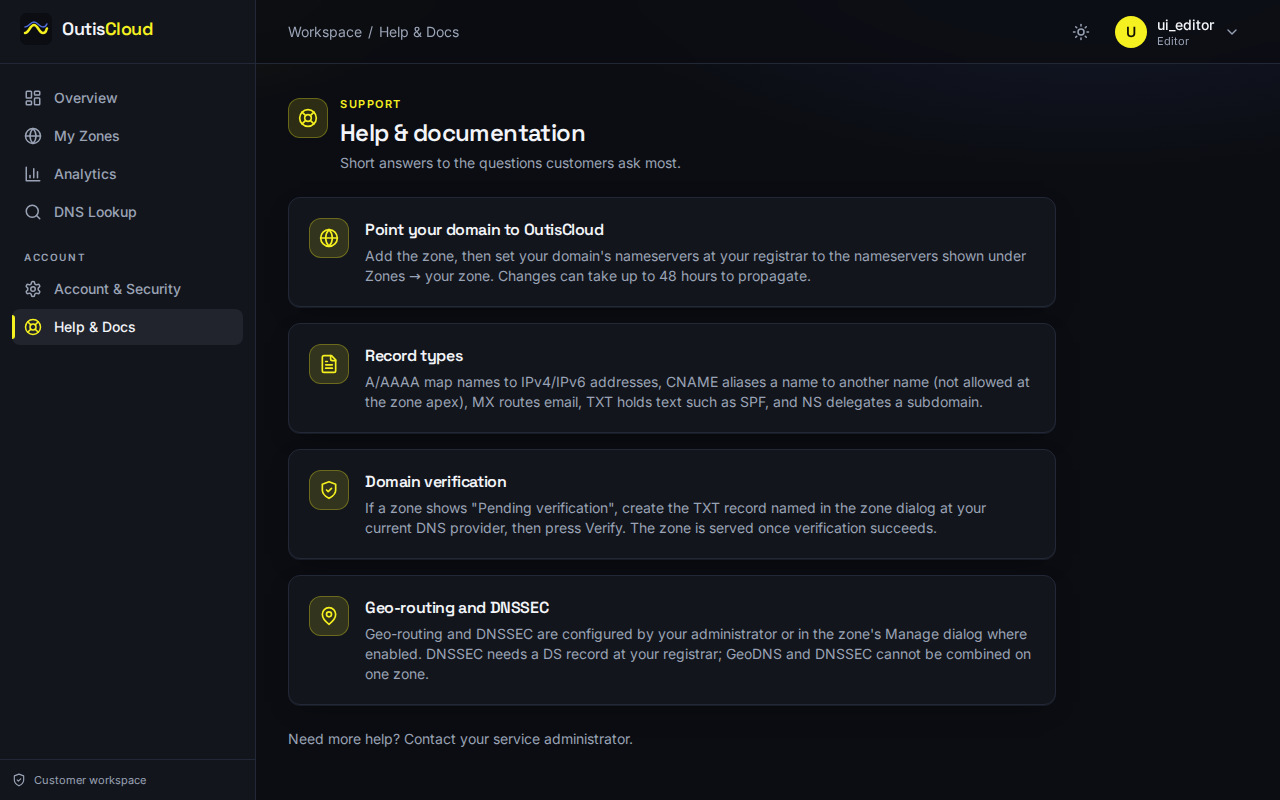 OutisCloud
Workspace / Help & Docs
U
ui_editor
Editor
Overview
My Zones
Analytics
DNS Lookup
ACCOUNT
Account & Security
Help & Docs
Customer workspace
SUPPORT
Help & documentation
Short answers to the questions customers ask most.
Point your domain to OutisCloud
Add the zone, then set your domain's nameservers at your registrar to the nameservers shown under
Zones → your zone. Changes can take up to 48 hours to propagate.
Record types
A/AAAA map names to IPv4/IPv6 addresses, CNAME aliases a name to another name (not allowed at
the zone apex), MX routes email, TXT holds text such as SPF, and NS delegates a subdomain.
Domain verification
If a zone shows "Pending verification", create the TXT record named in the zone dialog at your
current DNS provider, then press Verify. The zone is served once verification succeeds.
Geo-routing and DNSSEC
Geo-routing and DNSSEC are configured by your administrator or in the zone's Manage dialog where
enabled. DNSSEC needs a DS record at your registrar; GeoDNS and DNSSEC cannot be combined on
one zone.
Need more help? Contact your service administrator.